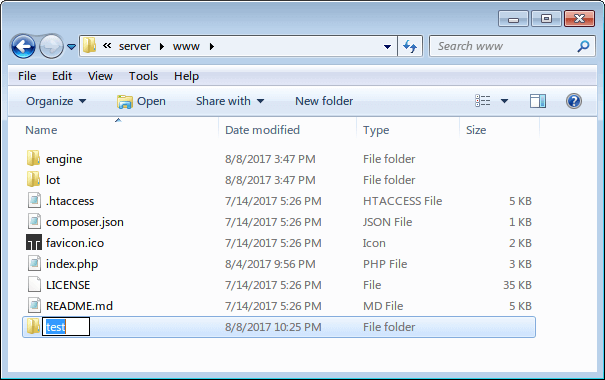 « server www
Search www
File Edit View Tools Help
Organize Open Share with New folder
Name Date modified Type Size
engine 8/8/2017 3:47 PM File folder
lot 8/8/2017 3:47 PM File folder
.htaccess 7/14/2017 5:26 PM HTACCESS File 5 KB
composer.json 7/14/2017 5:26 PM JSON File 1 KB
favicon.ico 7/14/2017 5:26 PM Icon 2 KB
index.php 8/4/2017 9:56 PM PHP File 3 KB
LICENSE 7/14/2017 5:26 PM File 35 KB
README.md 7/14/2017 5:26 PM MD File 5 KB
test 8/8/2017 10:25 PM File folder